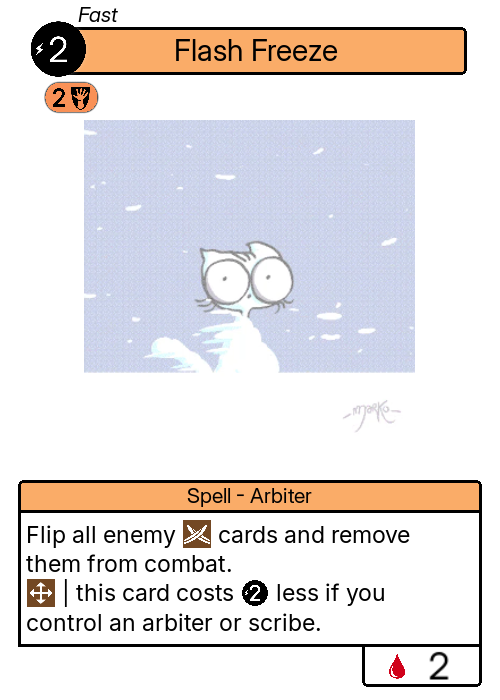 Fast
2
Flash Freeze
2
-marko-
Spell - Arbiter
Flip all enemy cards and remove
them from combat.
| this card costs 2 less if you
control an arbiter or scribe.
2